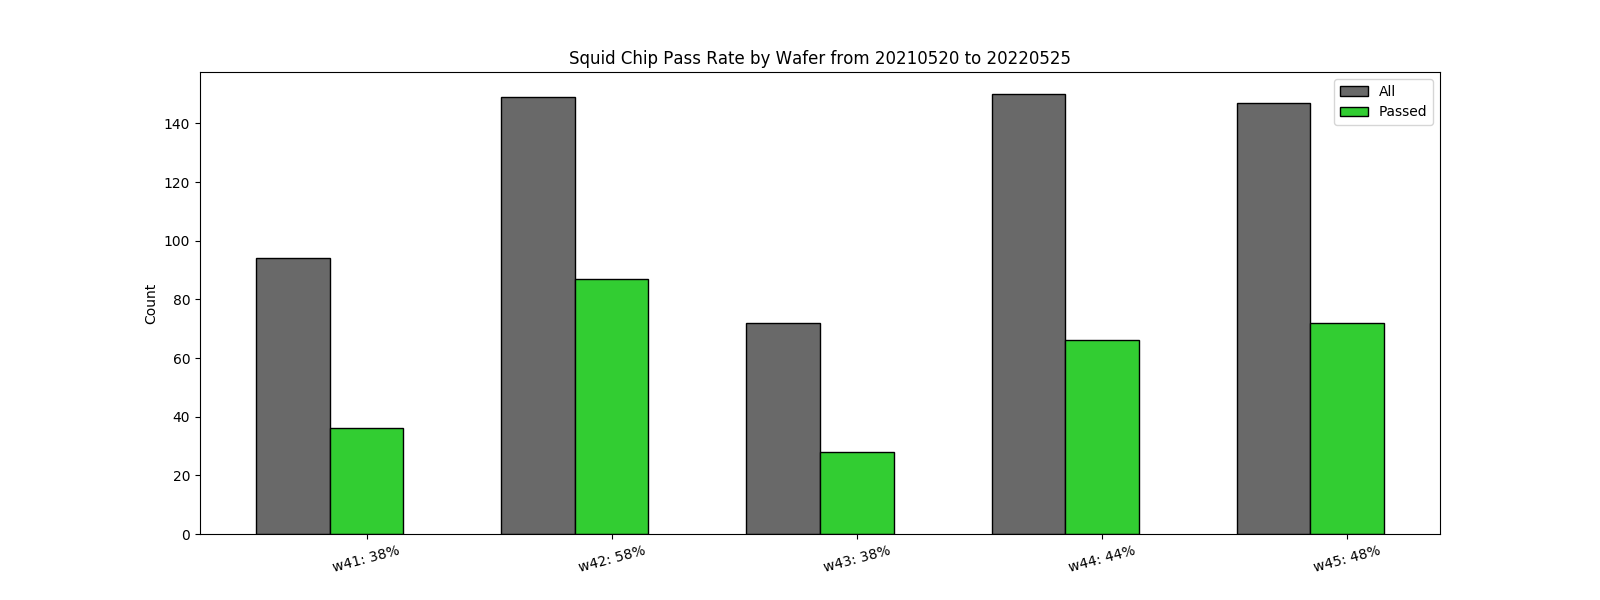 Squid Chip Pass Rate by Wafer from 20210520 to 20220525
All
Passed
Count
140
120
100
80
60
40
20
0
w41: 38%
w42: 58%
w43: 38%
w44: 44%
w45: 48%